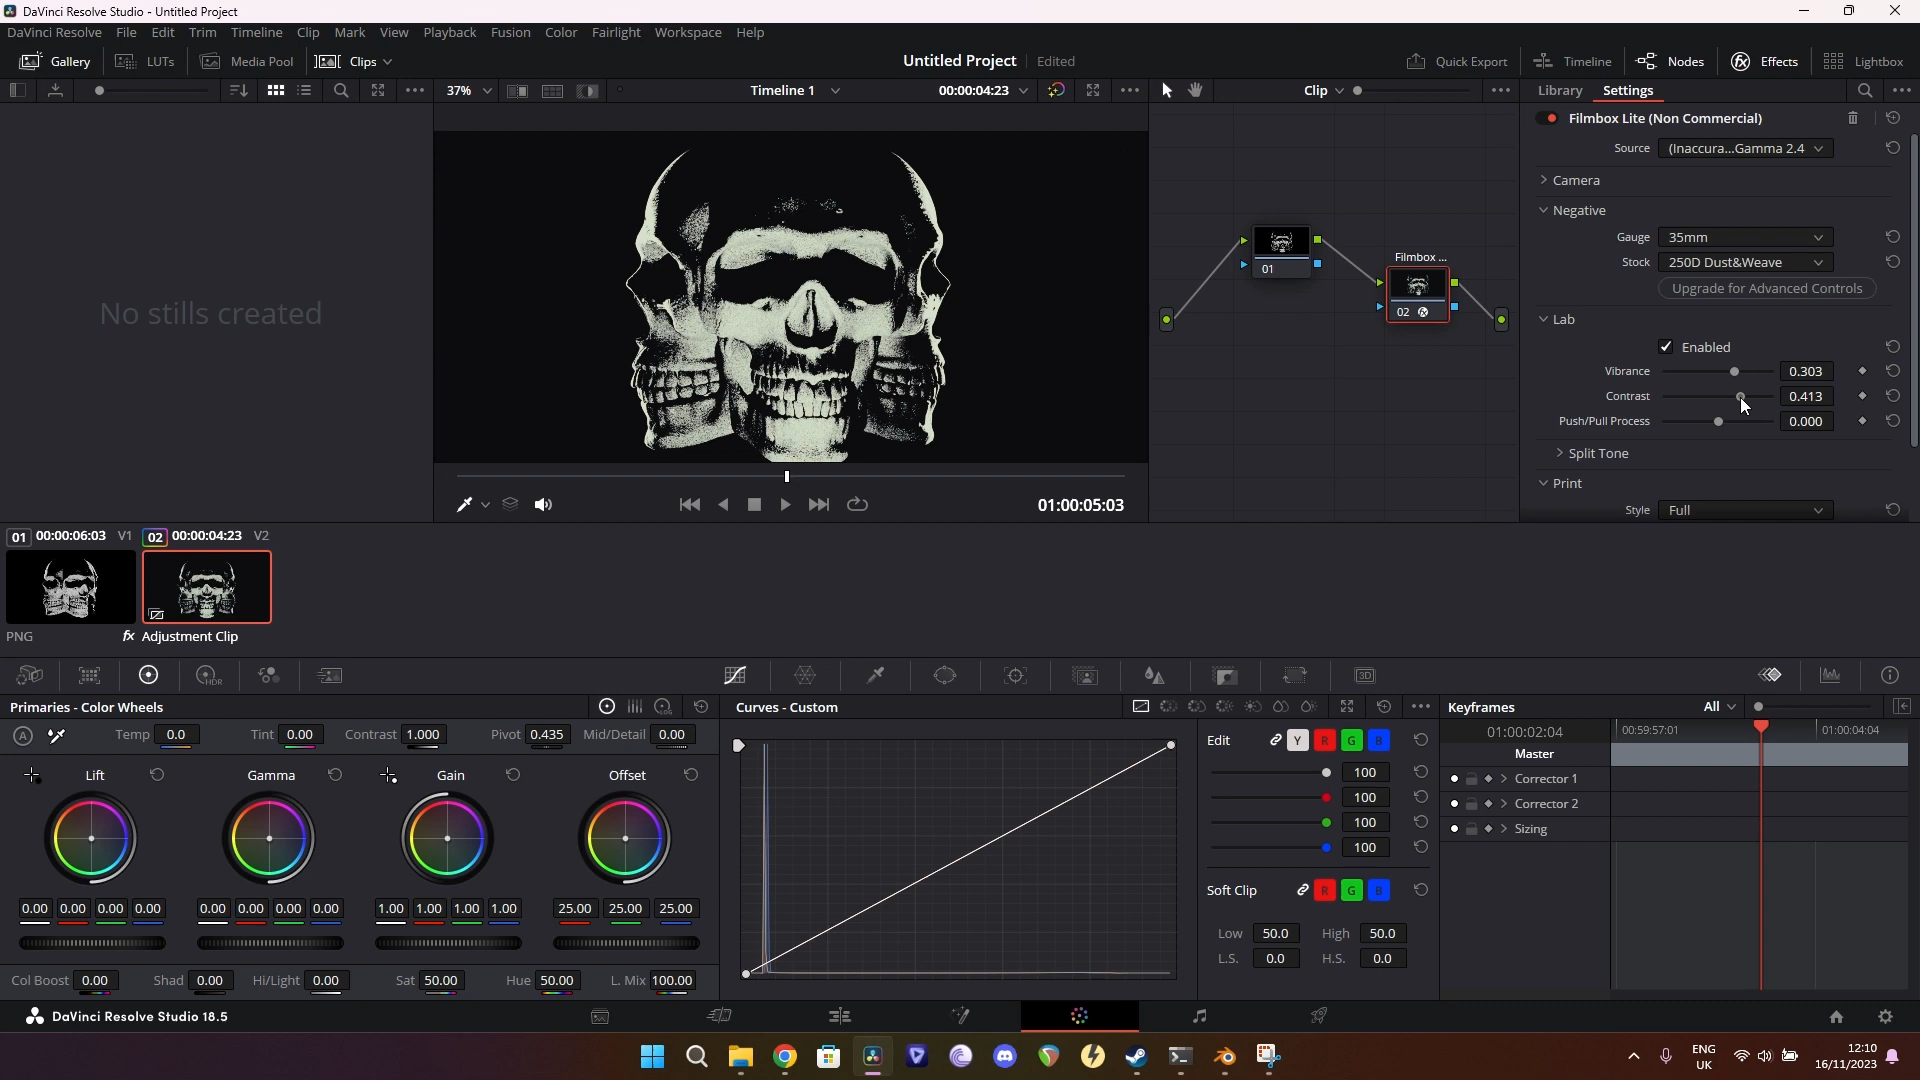 DaVinci Resolve Studio - Untitled Project
DaVinci Resolve File Edit Trim Timeline Clip Mark View Playback Fusion Color Fairlight Workspace Help
Gallery LUTs Media Pool Clips Untitled Project Edited Quick Export Timeline Nodes Effects Lightbox
37% Timeline 1 00:00:04:23 Clip Library Settings
Filmbox Lite (Non Commercial)
Source (Inaccura...Gamma 2.4
Camera
Negative
Gauge 35mm
Stock 250D Dust&Weave
Upgrade for Advanced Controls
Lab
Enabled
Vibrance 0.303
Contrast 0.413
Push/Pull Process 0.000
Split Tone
Print
Style Full
No stills created
01
Filmbox ...
02
01:00:05:03
01 00:00:06:03 V1 02 00:00:04:23 V2
PNG fx Adjustment Clip
HDR 3D
Primaries - Color Wheels LOG
A Temp 0.0 Tint 0.00 Contrast 1.000 Pivot 0.435 Mid/Detail 0.00
Lift Gamma Gain Offset
0.00 0.00 0.00 0.00 0.00 0.00 0.00 0.00 1.00 1.00 1.00 1.00 25.00 25.00 25.00
Col Boost 0.00 Shad 0.00 Hi/Light 0.00 Sat 50.00 Hue 50.00 L. Mix 100.00
Curves - Custom
Edit Y R G B
100
100
100
100
Soft Clip R G B
Low 50.0 High 50.0
L.S. 0.0 H.S. 0.0
Keyframes All
01:00:02:04 00:59:57:01 01:00:04:04
Master
Corrector 1
Corrector 2
Sizing
DaVinci Resolve Studio 18.5
ENG
UK
12:10
16/11/2023